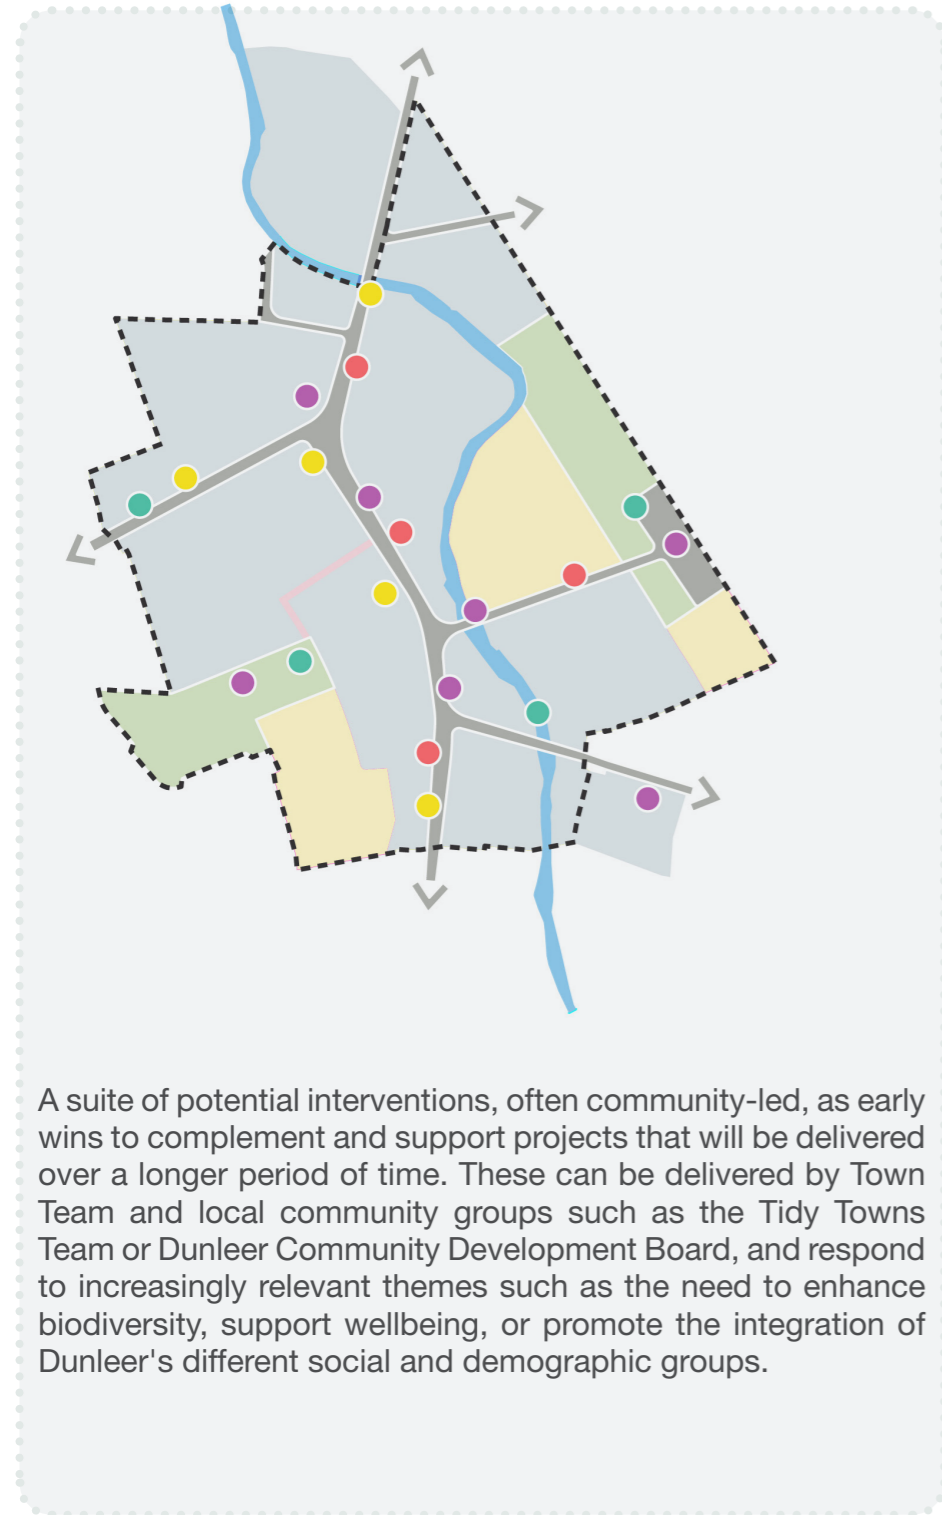 A suite of potential interventions, often community-led, as early
wins to complement and support projects that will be delivered
over a longer period of time. These can be delivered by Town
Team and local community groups such as the Tidy Towns
Team or Dunleer Community Development Board, and respond
to increasingly relevant themes such as the need to enhance
biodiversity, support wellbeing, or promote the integration of
Dunleer's different social and demographic groups.